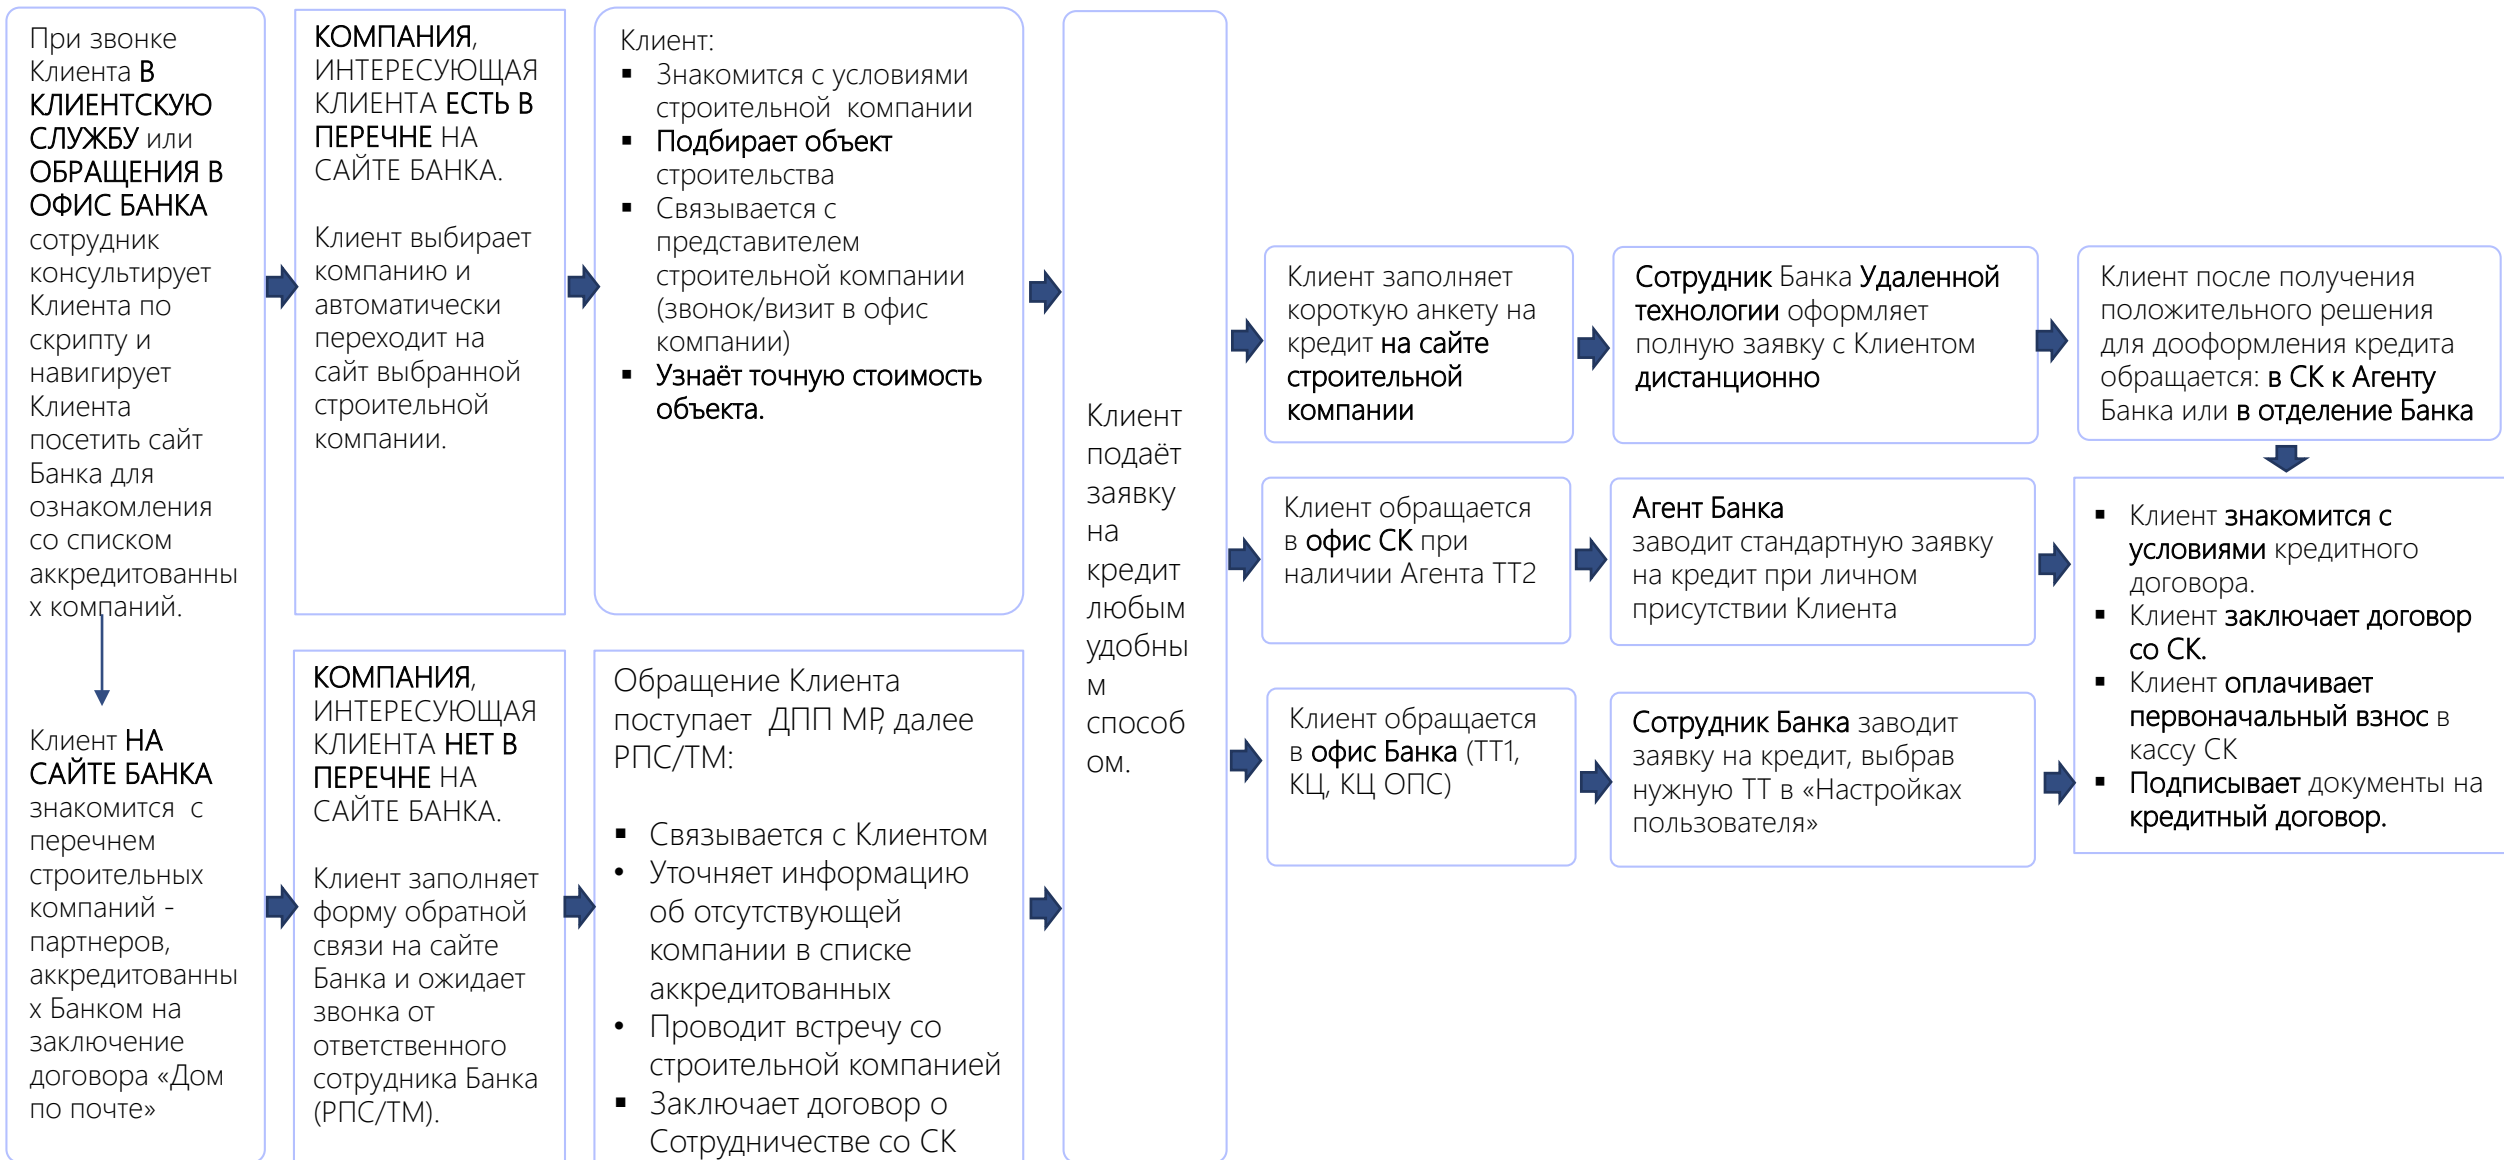 При звонке
Клиента В
КЛИЕНТСКУЮ
СЛУЖБУ или
ОБРАЩЕНИЯ В
ОФИС БАНКА
сотрудник
консультирует
Клиента по
скрипту и
навигирует
Клиента
посетить сайт
Банка для
ознакомления
со списком
аккредитованны
х компаний.
Клиент НА
САЙТЕ БАНКА
знакомится с
перечнем
строительных
компаний -
партнеров,
аккредитованны
х Банком на
заключение
договора «Дом
по почте»
КОМПАНИЯ,
ИНТЕРЕСУЮЩАЯ
КЛИЕНТА ЕСТЬ В
ПЕРЕЧНЕ НА
САЙТЕ БАНКА.
Клиент выбирает
компанию и
автоматически
переходит на
сайт выбранной
строительной
компании.
КОМПАНИЯ,
ИНТЕРЕСУЮЩАЯ
КЛИЕНТА НЕТ В
ПЕРЕЧНЕ НА
САЙТЕ БАНКА.
Клиент заполняет
форму обратной
связи на сайте
Банка и ожидает
звонка от
ответственного
сотрудника Банка
(РПС/ТМ).
Клиент:
▪ Знакомится с условиями
строительной компании
▪ Подбирает объект
строительства
▪ Связывается с
представителем
строительной компании
(звонок/визит в офис
компании)
▪ Узнаёт точную стоимость
объекта.
Обращение Клиента
поступает ДПП МР, далее
РПС/ТМ:
▪ Связывается с Клиентом
• Уточняет информацию
об отсутствующей
компании в списке
аккредитованных
• Проводит встречу со
строительной компанией
▪ Заключает договор о
Сотрудничестве со СК
Клиент
подаёт
заявку
на
кредит
любым
удобны
м
способ
ом.
Клиент заполняет
короткую анкету на
кредит на сайте
строительной
компании
Сотрудник Банка Удаленной
технологии оформляет
полную заявку с Клиентом
дистанционно
Клиент после получения
положительного решения
для дооформления кредита
обращается: в СК к Агенту
Банка или в отделение Банка
Клиент обращается
в офис СК при
наличии Агента ТТ2
Агент Банка
заводит стандартную заявку
на кредит при личном
присутствии Клиента
Клиент обращается
в офис Банка (ТТ1,
КЦ, КЦ ОПС)
Сотрудник Банка заводит
заявку на кредит, выбрав
нужную ТТ в «Настройках
пользователя»
▪ Клиент знакомится с
условиями кредитного
договора.
▪ Клиент заключает договор
со СК.
▪ Клиент оплачивает
первоначальный взнос в
кассу СК
▪ Подписывает документы на
кредитный договор.